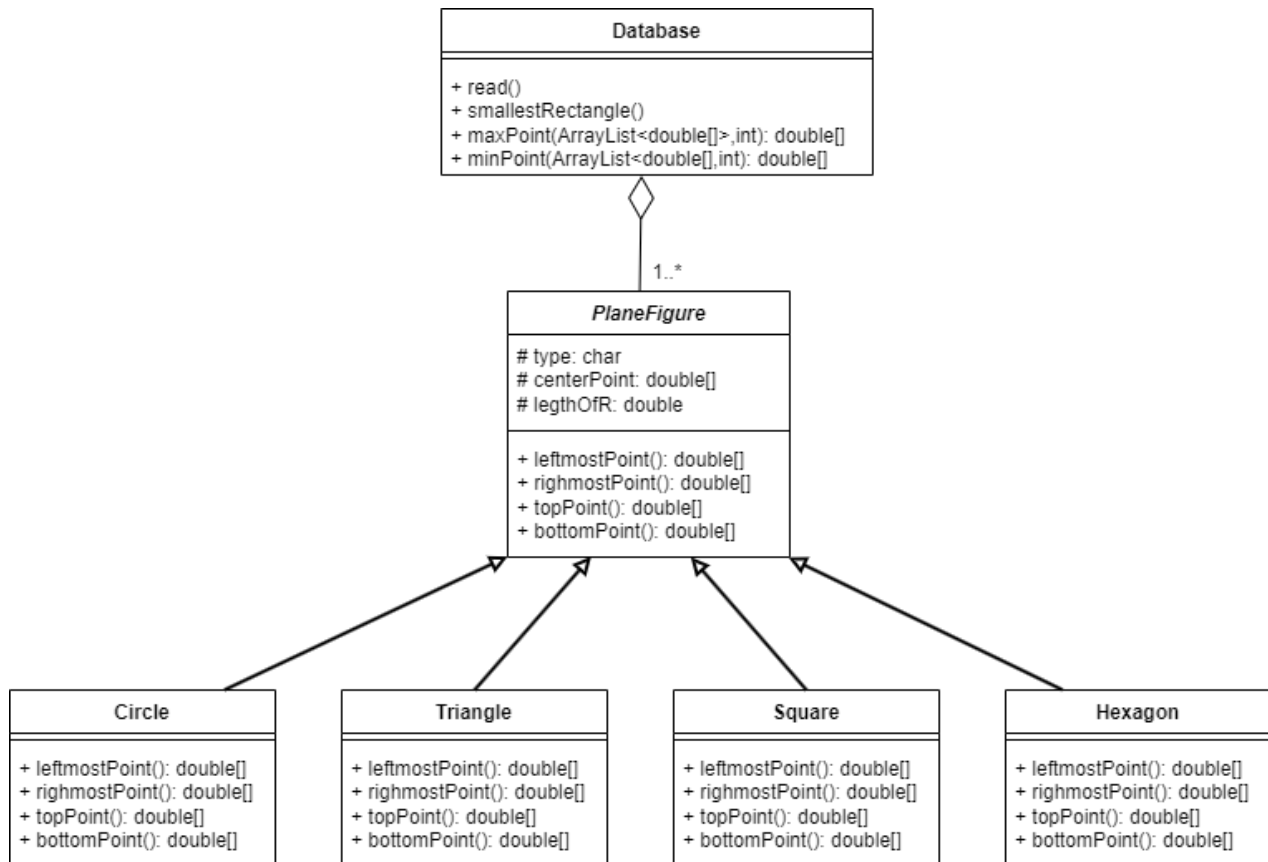 Database
+ read()
+ smallestRectangle()
+ maxPoint(ArrayList<double[]>,int): double[]
+ minPoint(ArrayList<double[],int): double[]
1..*
PlaneFigure
# type: char
# centerPoint: double[]
# legthOfR: double
+ leftmostPoint(): double[]
+ righmostPoint(): double[]
+ topPoint(): double[]
+ bottomPoint(): double[]
Circle
+ leftmostPoint(): double[]
+ righmostPoint(): double[]
+ topPoint(): double[]
+ bottomPoint(): double[]
Triangle
+ leftmostPoint(): double[]
+ righmostPoint(): double[]
+ topPoint(): double[]
+ bottomPoint(): double[]
Square
+ leftmostPoint(): double[]
+ righmostPoint(): double[]
+ topPoint(): double[]
+ bottomPoint(): double[]
Hexagon
+ leftmostPoint(): double[]
+ righmostPoint(): double[]
+ topPoint(): double[]
+ bottomPoint(): double[]